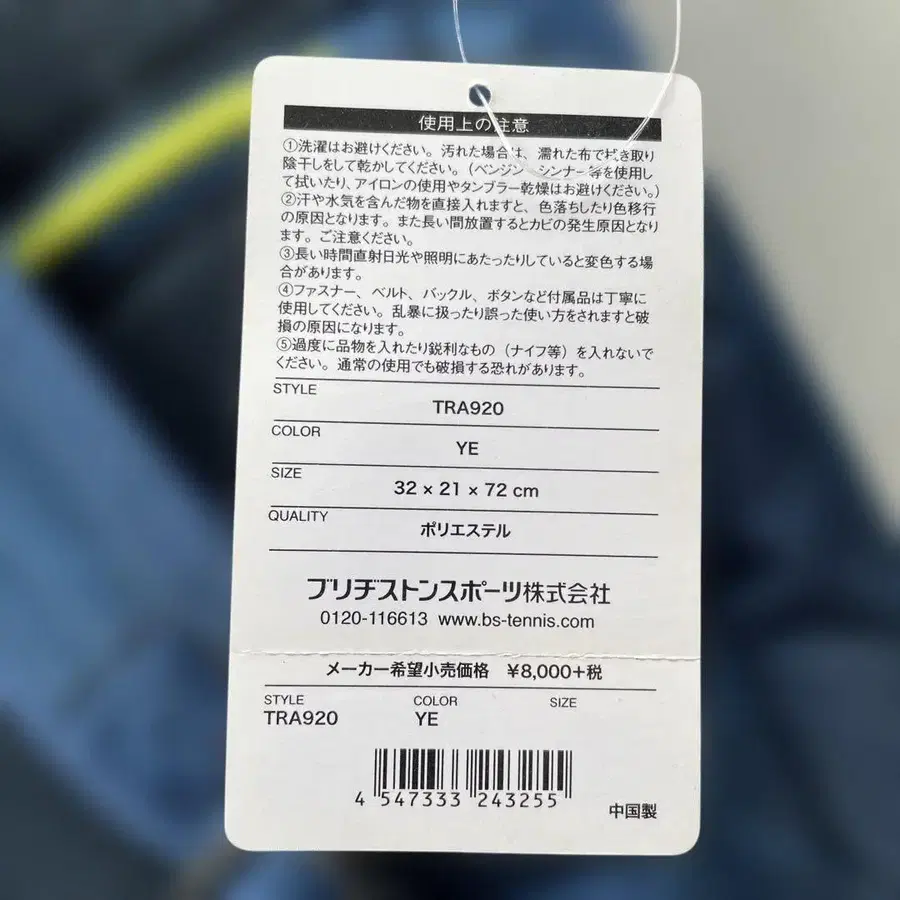 使用上の注意
①洗濯はお避けください。汚れた場合は、濡れた布で拭き取り
陰干しをして乾かしてください。（ベンジン、シンナー等を使用し
て拭いたり、アイロンの使用やタンブラー乾燥はお避けください。）
②汗や水気を含んだ物を直接入れますと、色落ちしたり色移行
の原因となります。また長い間放置するとカビの発生原因となり
ます。ご注意ください。
③長い時間直射日光や照明にあたったりしていると変色する場
合があります。
④ファスナー、ベルト、バックル、ボタンなど付属品は丁寧に
使用してください。乱暴に扱ったり誤った使い方をされますと破
損の原因になります。
⑤過度に品物を入れたり鋭利なもの（ナイフ等）を入れないで
ください。通常の使用でも破損する恐れがあります。
STYLE
TRA920
COLOR
YE
SIZE
32 × 21 × 72 cm
QUALITY
ポリエステル
ブリヂストンスポーツ株式会社
0120-116613 www.bs-tennis.com
メーカー希望小売価格 ¥8,000+税
STYLE COLOR SIZE
TRA920 YE
4 547333 243255
中国製